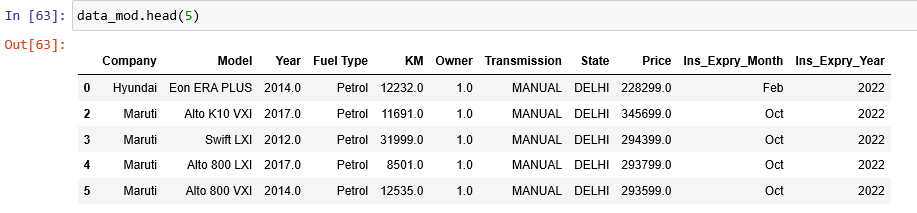 In [63]: data_mod.head(5)
Out[63]:
Company Model Year Fuel Type KM Owner Transmission State Price Ins_Expry_Month Ins_Expry_Year
0 Hyundai Eon ERA PLUS 2014.0 Petrol 12232.0 1.0 MANUAL DELHI 228299.0 Feb 2022
2 Maruti Alto K10 VXI 2017.0 Petrol 11691.0 1.0 MANUAL DELHI 345699.0 Oct 2022
3 Maruti Swift LXI 2012.0 Petrol 31999.0 1.0 MANUAL DELHI 294399.0 Oct 2022
4 Maruti Alto 800 LXI 2017.0 Petrol 8501.0 1.0 MANUAL DELHI 293799.0 Oct 2022
5 Maruti Alto 800 VXI 2014.0 Petrol 12535.0 1.0 MANUAL DELHI 293599.0 Oct 2022